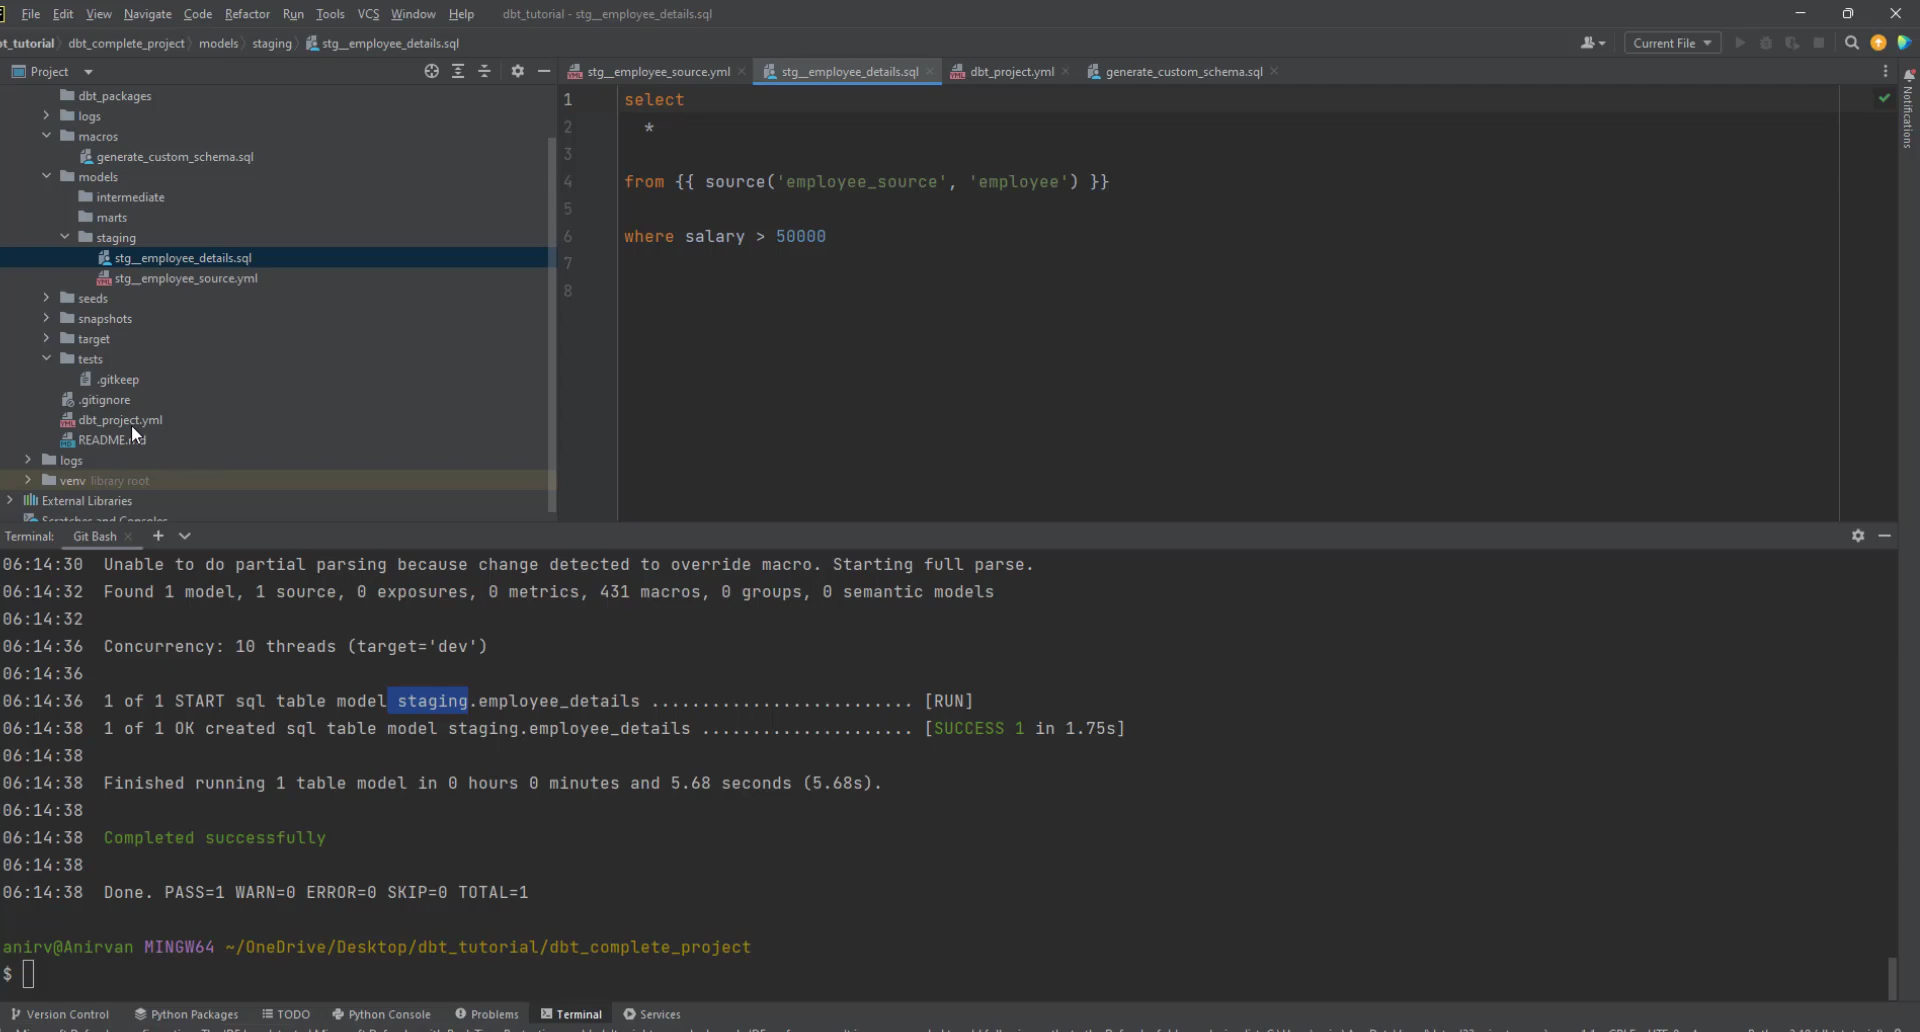 File Edit View Navigate Code Refactor Run Tools VCS Window Help dbt_tutorial - stg__employee_details.sql
t_tutorial dbt_complete_project models staging stg__employee_details.sql Current File
Project stg__employee_source.yml stg__employee_details.sql dbt_project.yml generate_custom_schema.sql
Notifications
dbt_packages
logs
macros
generate_custom_schema.sql
models
intermediate
marts
staging
stg__employee_details.sql
stg__employee_source.yml
seeds
snapshots
target
tests
.gitkeep
.gitignore
dbt_project.yml
logs
venv library root
External Libraries
Scratches and Consoles
1 select
2 *
3
4 from {{ source('employee_source', 'employee') }}
5
6 where salary > 50000
7
8
Terminal: Git Bash
06:14:30 Unable to do partial parsing because change detected to override macro. Starting full parse.
06:14:32 Found 1 model, 1 source, 0 exposures, 0 metrics, 431 macros, 0 groups, 0 semantic models
06:14:32
06:14:36 Concurrency: 10 threads (target='dev')
06:14:36
06:14:36 1 of 1 START sql table model staging.employee_details .......................... [RUN]
06:14:38 1 of 1 OK created sql table model staging.employee_details ..................... [SUCCESS 1 in 1.75s]
06:14:38
06:14:38 Finished running 1 table model in 0 hours 0 minutes and 5.68 seconds (5.68s).
06:14:38
06:14:38 Completed successfully
06:14:38
06:14:38 Done. PASS=1 WARN=0 ERROR=0 SKIP=0 TOTAL=1
anirv@Anirvan MINGW64 ~/OneDrive/Desktop/dbt_tutorial/dbt_complete_project
$
Version Control Python Packages TODO Python Console Problems Terminal Services